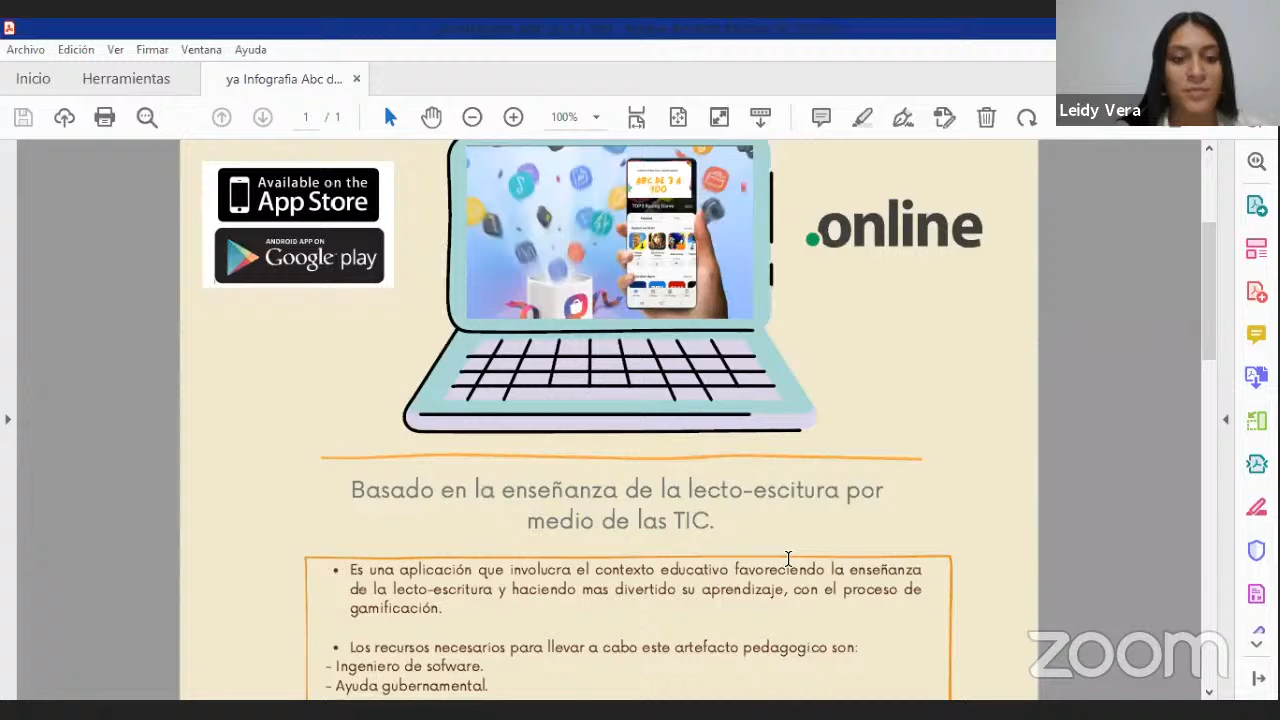 Archivo Edición Ver Firmar Ventana Ayuda
Leidy Vera
Inicio Herramientas ya Infografia Abc d... ×
1 / 1 100%
Available on the
App Store
ANDROID APP ON
Google play
ABC DE 3 A
100
.online
Basado en la enseñanza de la lecto-escitura por
medio de las TIC.
• Es una aplicación que involucra el contexto educativo favoreciendo la enseñanza
de la lecto-escritura y haciendo mas divertido su aprendizaje, con el proceso de
gamificación.
• Los recursos necesarios para llevar a cabo este artefacto pedagogico son:
- Ingeniero de sofware.
- Ayuda gubernamental.
zoom